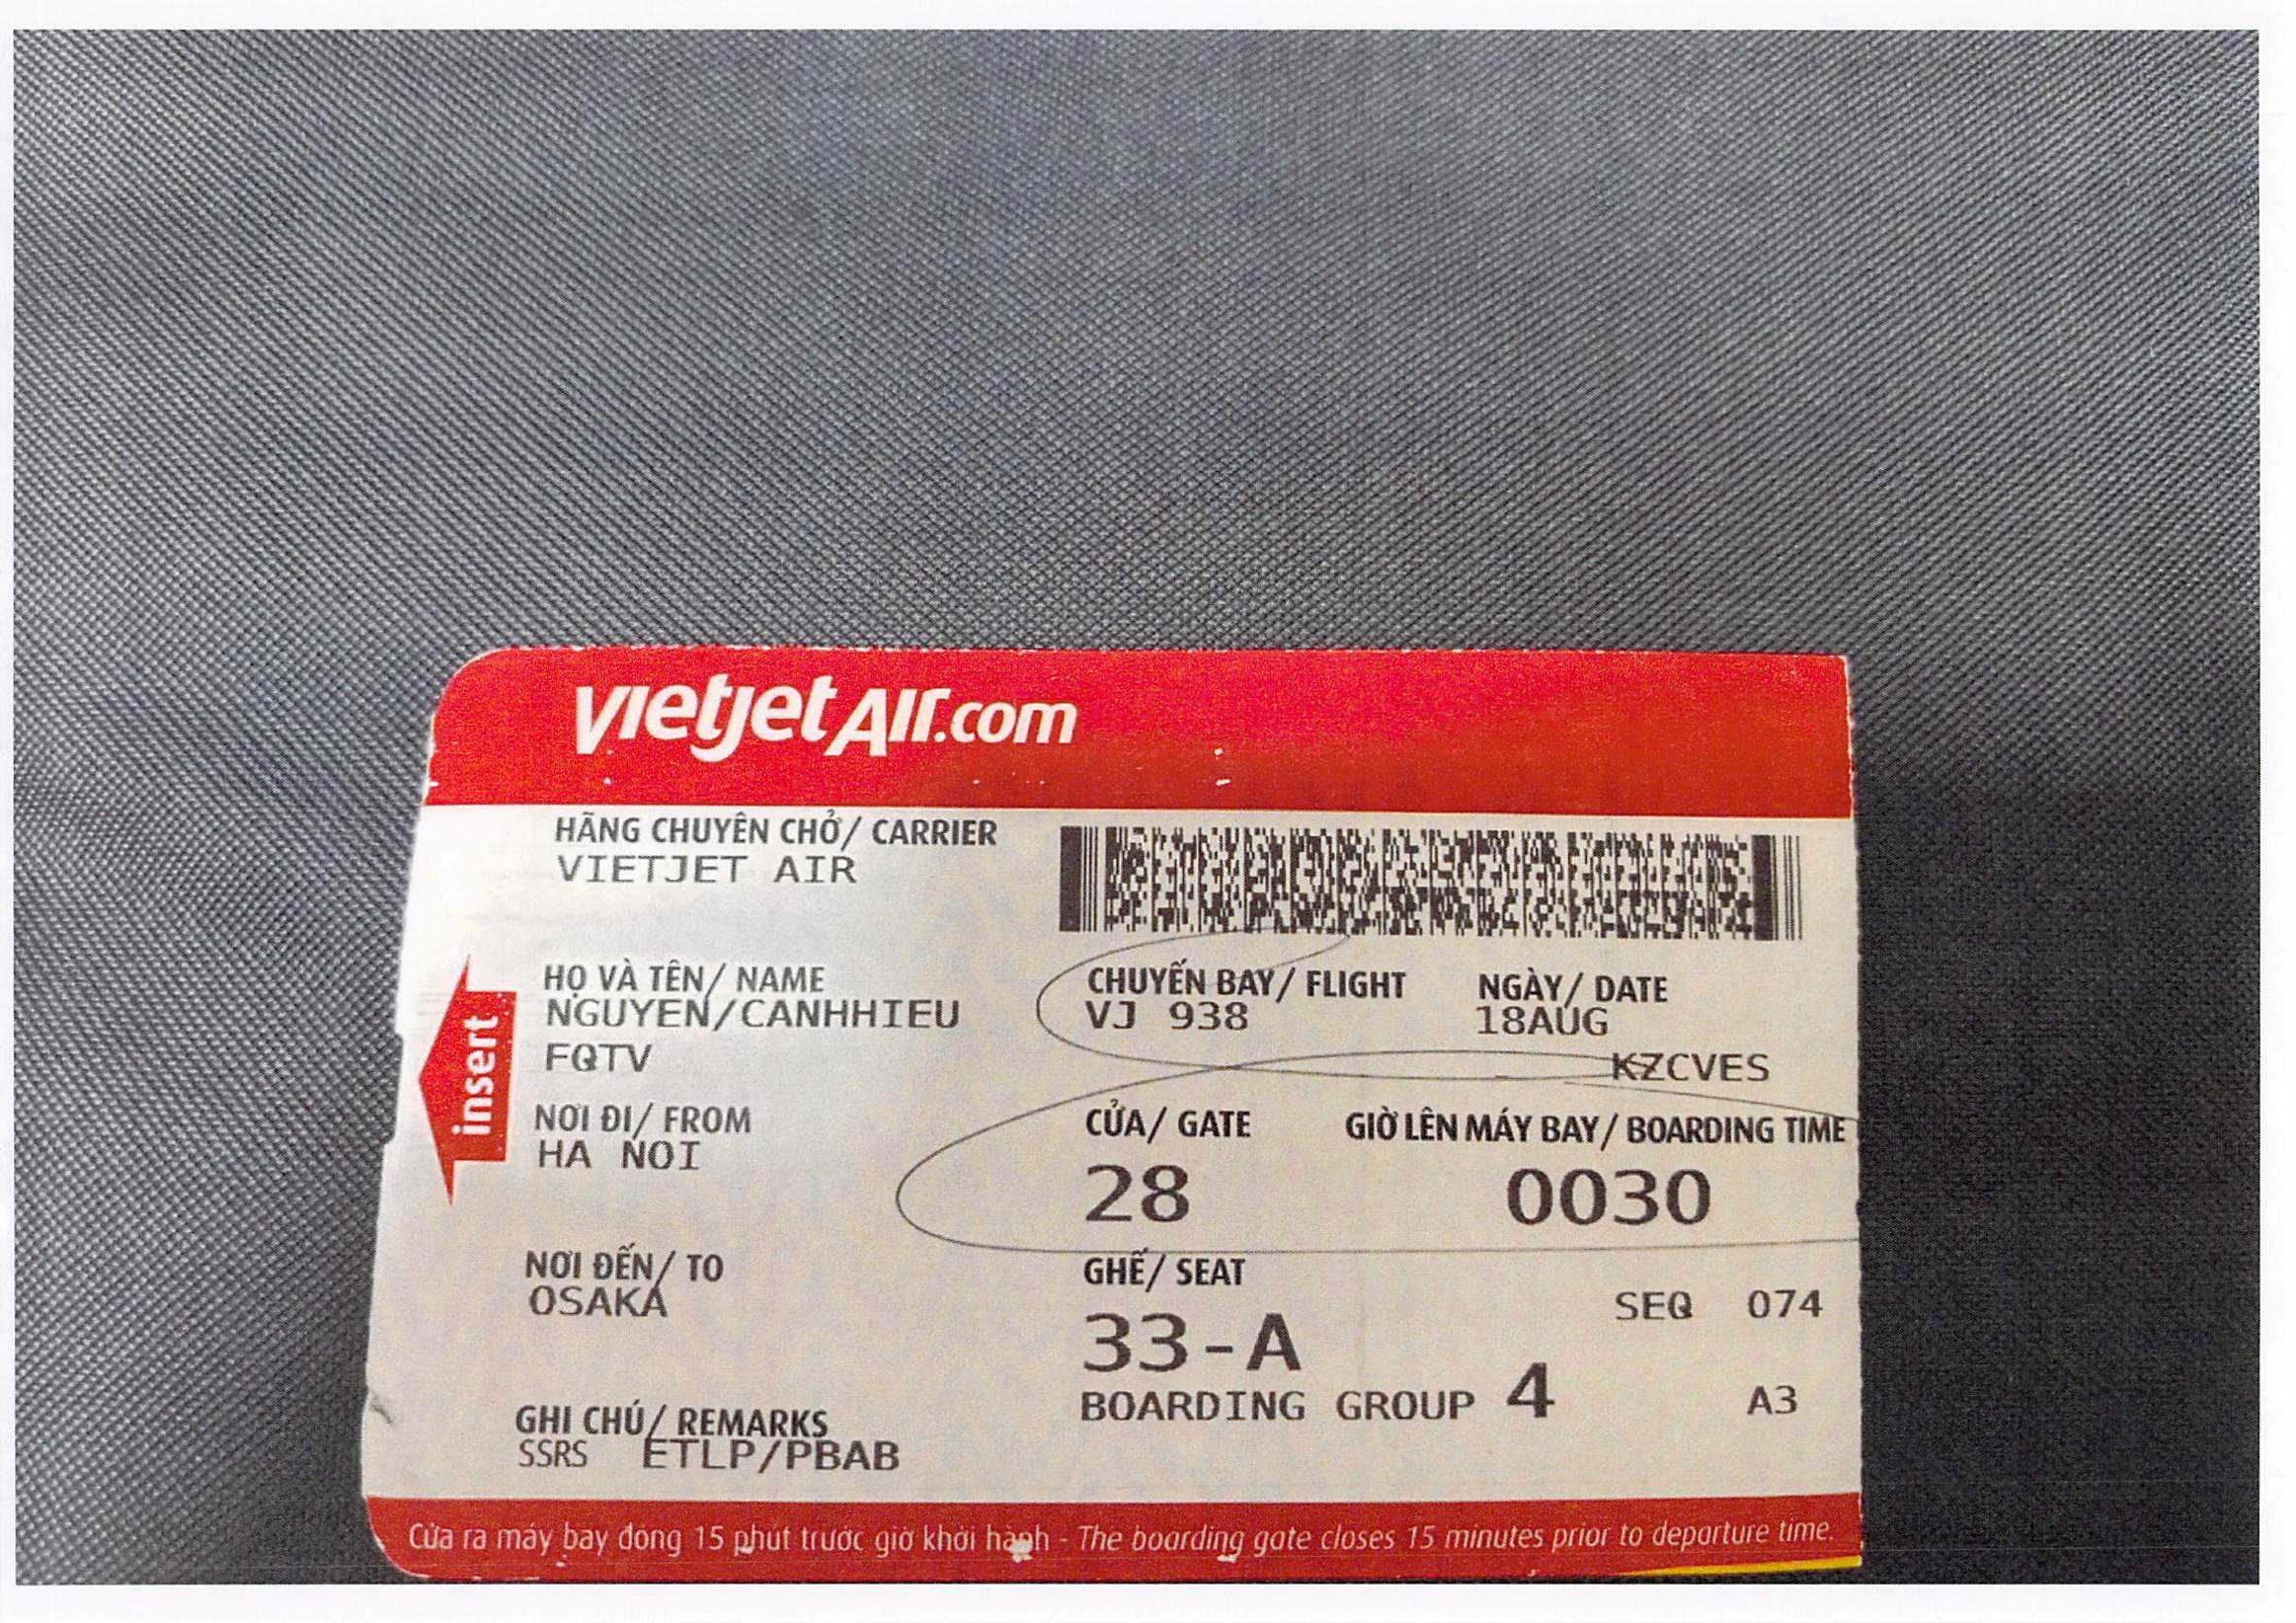 vietjetAir.com
HÃNG CHUYÊN CHỞ/ CARRIER
VIETJET AIR
HỌ VÀ TÊN/ NAME
NGUYEN/CANHHIEU
FQTV
CHUYẾN BAY/ FLIGHT
VJ 938
NGÀY/ DATE
18AUG
KZCVES
insert
NƠI ĐI/ FROM
HA NOI
CỬA/ GATE
28
GIỜ LÊN MÁY BAY/ BOARDING TIME
0030
NƠI ĐẾN/ TO
OSAKA
GHẾ/ SEAT
33-A
SEQ 074
BOARDING GROUP 4
A3
GHI CHÚ/ REMARKS
SSRS ETLP/PBAB
Cửa ra máy bay đóng 15 phút trước giờ khởi hành - The boarding gate closes 15 minutes prior to departure time.